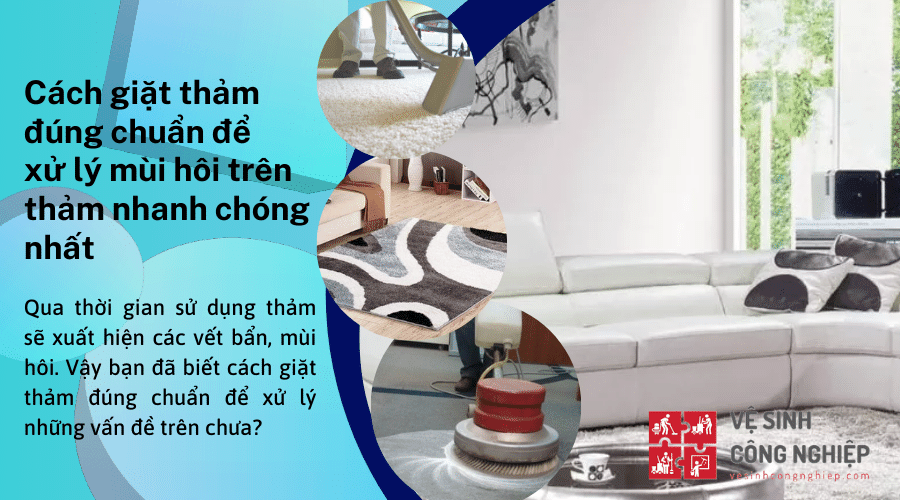 Cách giặt thảm
đúng chuẩn để
xử lý mùi hôi trên
thảm nhanh chóng
nhất
Qua thời gian sử dụng thảm
sẽ xuất hiện các vết bẩn, mùi
hôi. Vậy bạn đã biết cách giặt
thảm đúng chuẩn để xử lý
những vấn đề trên chưa?
VỆ SINH
CÔNG NGHIỆP
vesinhcongnghiep.com